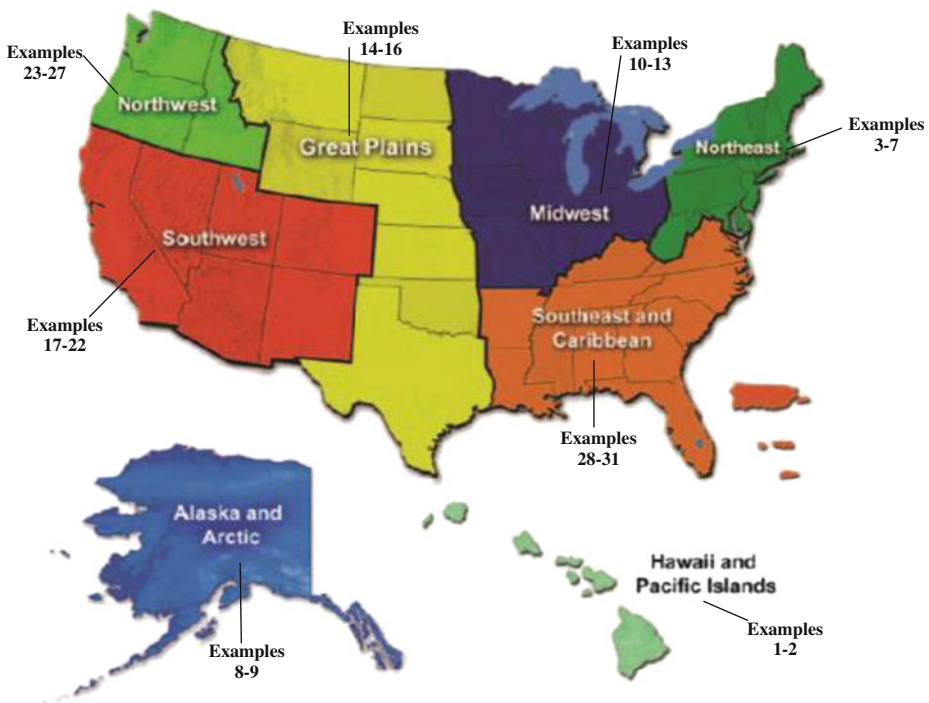 Examples
14-16
Examples
10-13
Examples
23-27
Northwest
Great Plains
Northeast
Examples
3-7
Midwest
Southwest
Examples
17-22
Southeast and
Caribbean
Examples
28-31
Alaska and
Arctic
Hawaii and
Pacific Islands
Examples
1-2
Examples
8-9